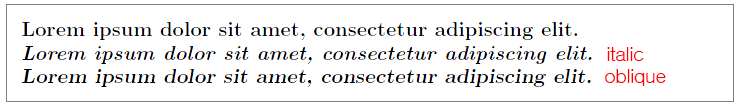 Lorem ipsum dolor sit amet, consectetur adipiscing elit.
Lorem ipsum dolor sit amet, consectetur adipiscing elit. italic
Lorem ipsum dolor sit amet, consectetur adipiscing elit. oblique